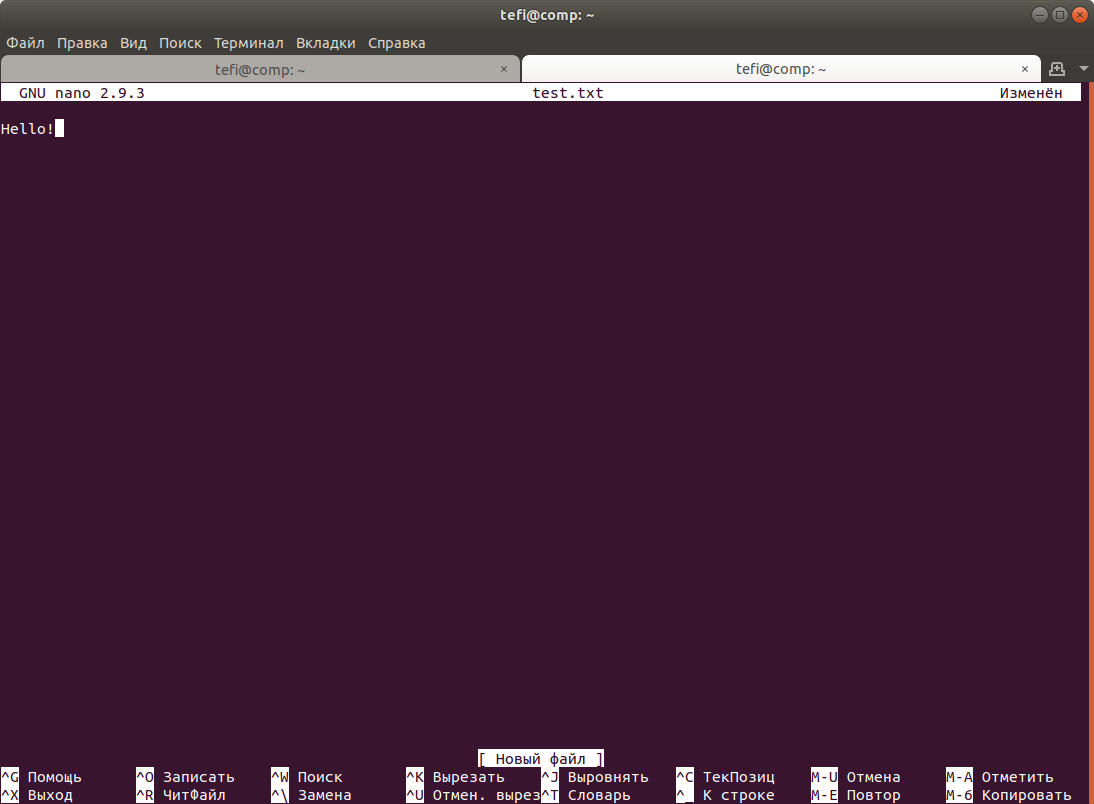 tefi@comp: ~
Файл Правка Вид Поиск Терминал Вкладки Справка
tefi@comp: ~ × tefi@comp: ~ ×
GNU nano 2.9.3 test.txt Изменён
Hello!
[ Новый файл ]
^G Помощь ^O Записать ^W Поиск ^K Вырезать ^J Выровнять ^C ТекПозиц M-U Отмена M-A Отметить
^X Выход ^R ЧитФайл ^\ Замена ^U Отмен. вырез ^T Словарь ^_ К строке M-E Повтор M-6 Копировать